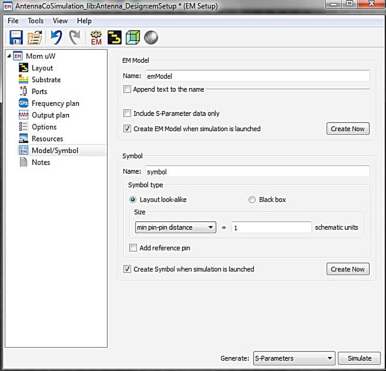 AntennaCoSimulation_lib:Antenna_Design:emSetup * (EM Setup)
File Tools View Help
EM
Mom uW
Layout
Substrate
Ports
Frequency plan
Output plan
Options
Resources
Model/Symbol
Notes
EM Model
Name: emModel
Append text to the name
Include S-Parameter data only
Create EM Model when simulation is launched
Create Now
Symbol
Name: symbol
Symbol type
Layout look-alike
Black box
Size
min pin-pin distance = 1 schematic units
Add reference pin
Create Symbol when simulation is launched
Create Now
Generate: S-Parameters Simulate